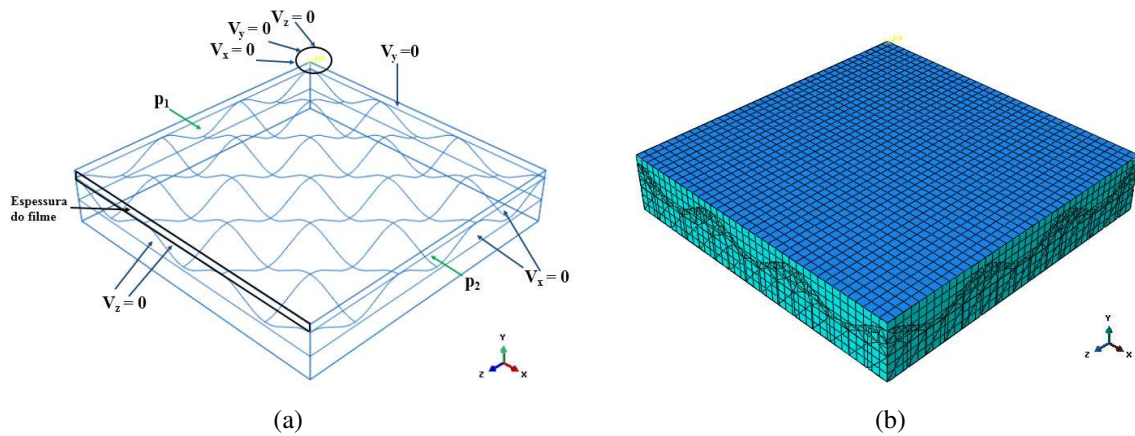 V_z = 0
V_y = 0
V_x = 0
V_y =0
p_1
Espessura
do filme
V_z = 0
p_2
V_x = 0
Y
Z
X
Y
Z
X
(a)
(b)